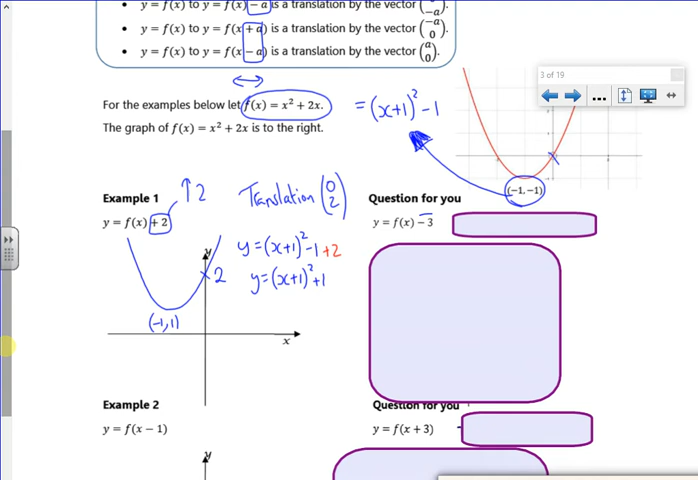 • y = f(x) to y = f(x) − a is a translation by the vector (0 −a).
• y = f(x) to y = f(x + a) is a translation by the vector (−a 0).
• y = f(x) to y = f(x − a) is a translation by the vector (a 0).
For the examples below let f(x) = x² + 2x. = (x+1)² −1
The graph of f(x) = x² + 2x is to the right.
3 of 19
(−1, −1)
Example 1 ↑2 Translation (0 2)
y = f(x) + 2
y = (x+1)² −1 +2
y = (x+1)² +1
y
2
(−1, 1)
x
Question for you
y = f(x) − 3
Example 2
y = f(x − 1)
y
Question for you
y = f(x + 3)